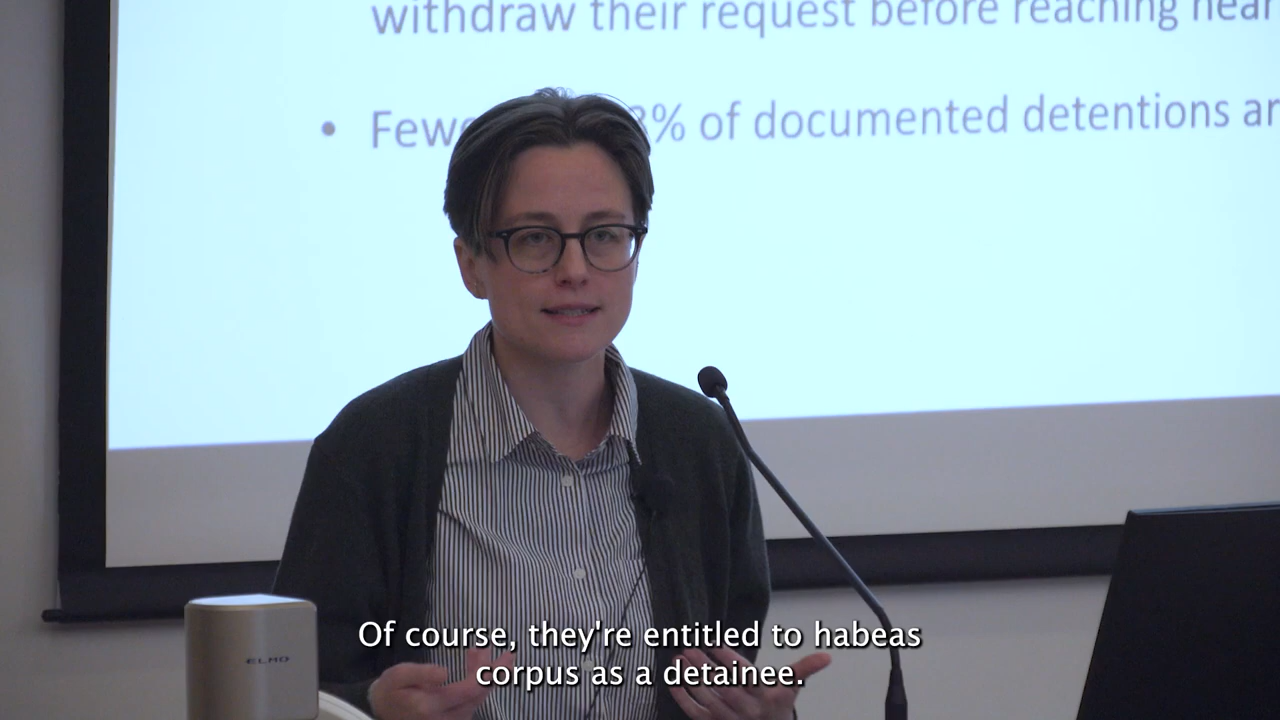 withdraw their request before reaching hear
Fewe 3% of documented detentions ar
Of course, they're entitled to habeas
corpus as a detainee.
ELMO